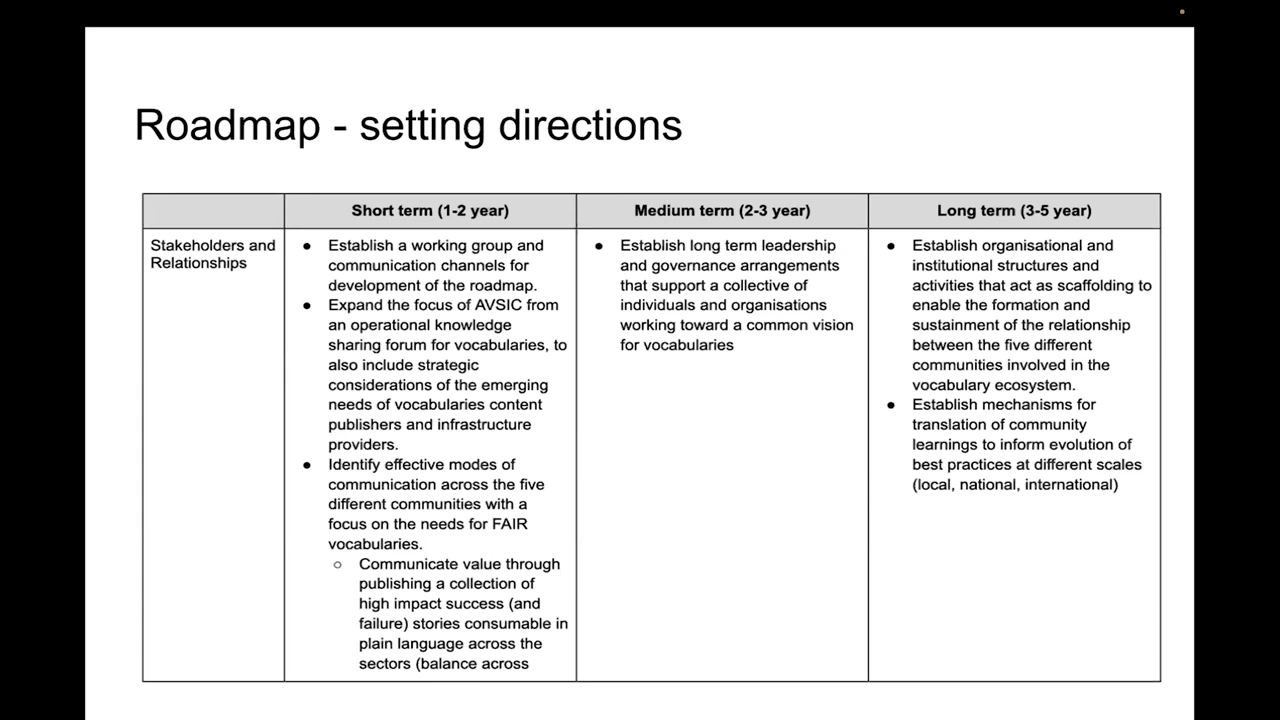 Roadmap - setting directions
Short term (1-2 year)
Medium term (2-3 year)
Long term (3-5 year)
Stakeholders and
Relationships
● Establish a working group and
communication channels for
development of the roadmap.
● Expand the focus of AVSIC from
an operational knowledge
sharing forum for vocabularies, to
also include strategic
considerations of the emerging
needs of vocabularies content
publishers and infrastructure
providers.
● Identify effective modes of
communication across the five
different communities with a
focus on the needs for FAIR
vocabularies.
○ Communicate value through
publishing a collection of
high impact success (and
failure) stories consumable in
plain language across the
sectors (balance across
● Establish long term leadership
and governance arrangements
that support a collective of
individuals and organisations
working toward a common vision
for vocabularies
● Establish organisational and
institutional structures and
activities that act as scaffolding to
enable the formation and
sustainment of the relationship
between the five different
communities involved in the
vocabulary ecosystem.
● Establish mechanisms for
translation of community
learnings to inform evolution of
best practices at different scales
(local, national, international)